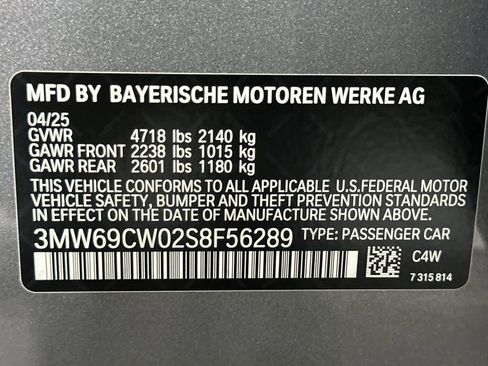 MFD BY BAYERISCHE MOTOREN WERKE AG
04/25
GVWR 4718 lbs 2140 kg
GAWR FRONT 2238 lbs 1015 kg
GAWR REAR 2601 lbs 1180 kg
THIS VEHICLE CONFORMS TO ALL APPLICABLE U.S.FEDERAL MOTOR
VEHICLE SAFETY, BUMPER AND THEFT PREVENTION STANDARDS
IN EFFECT ON THE DATE OF MANUFACTURE SHOWN ABOVE.
3MW69CW02S8F56289 TYPE: PASSENGER CAR
C4W
7 315 814